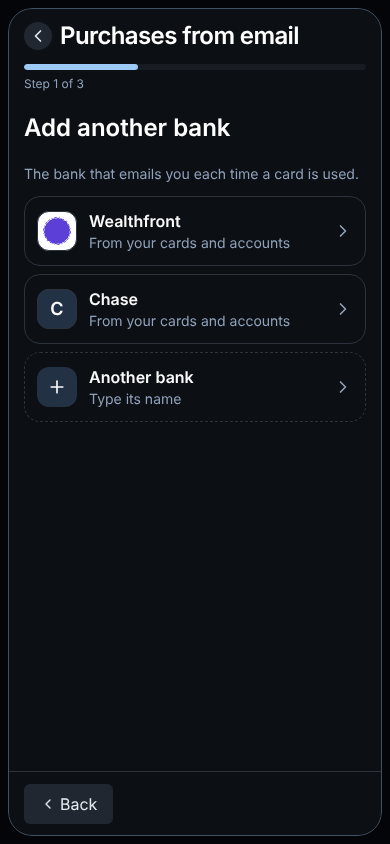 Purchases from email
Step 1 of 3
Add another bank
The bank that emails you each time a card is used.
Wealthfront
From your cards and accounts
C
Chase
From your cards and accounts
Another bank
Type its name
Back